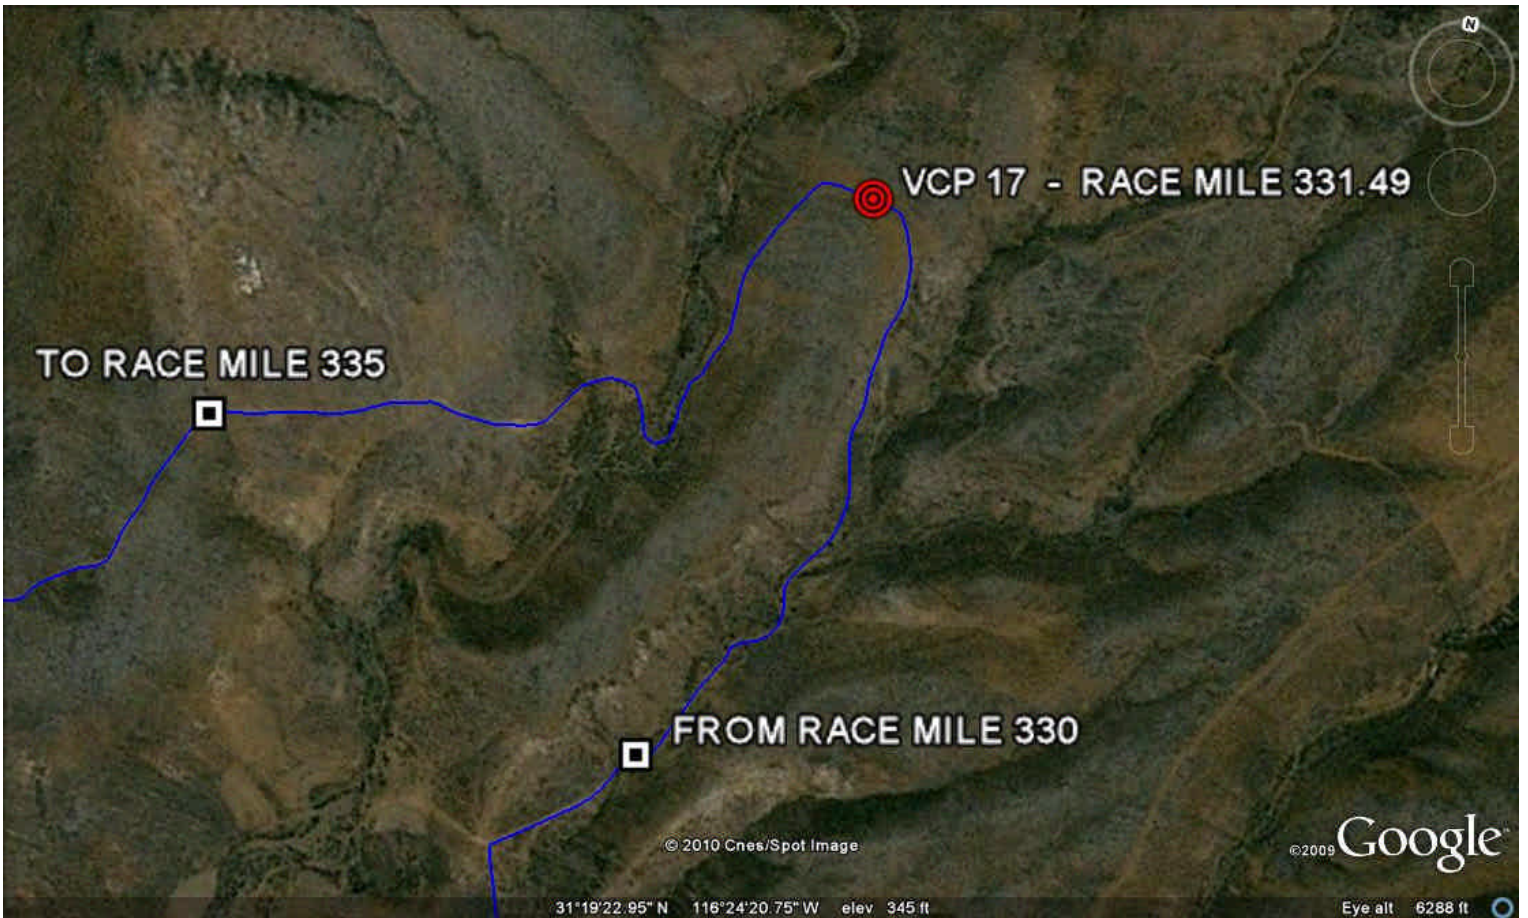 N
VCP 17 - RACE MILE 331.49
TO RACE MILE 335
FROM RACE MILE 330
© 2010 Cnes/Spot Image
©2009 Google™
31°19'22.95" N 116°24'20.75" W elev 345 ft
Eye alt 6288 ft